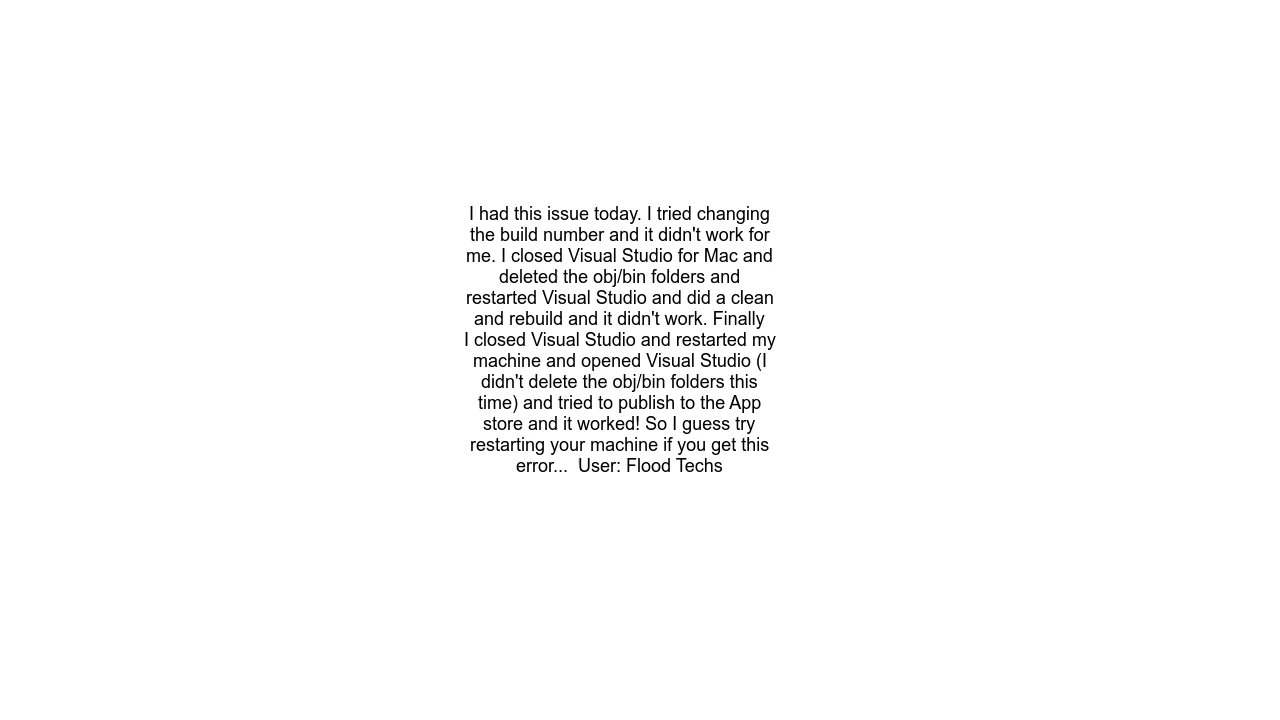 I had this issue today. I tried changing
the build number and it didn't work for
me. I closed Visual Studio for Mac and
deleted the obj/bin folders and
restarted Visual Studio and did a clean
and rebuild and it didn't work. Finally
I closed Visual Studio and restarted my
machine and opened Visual Studio (I
didn't delete the obj/bin folders this
time) and tried to publish to the App
store and it worked! So I guess try
restarting your machine if you get this
error...  User: Flood Techs